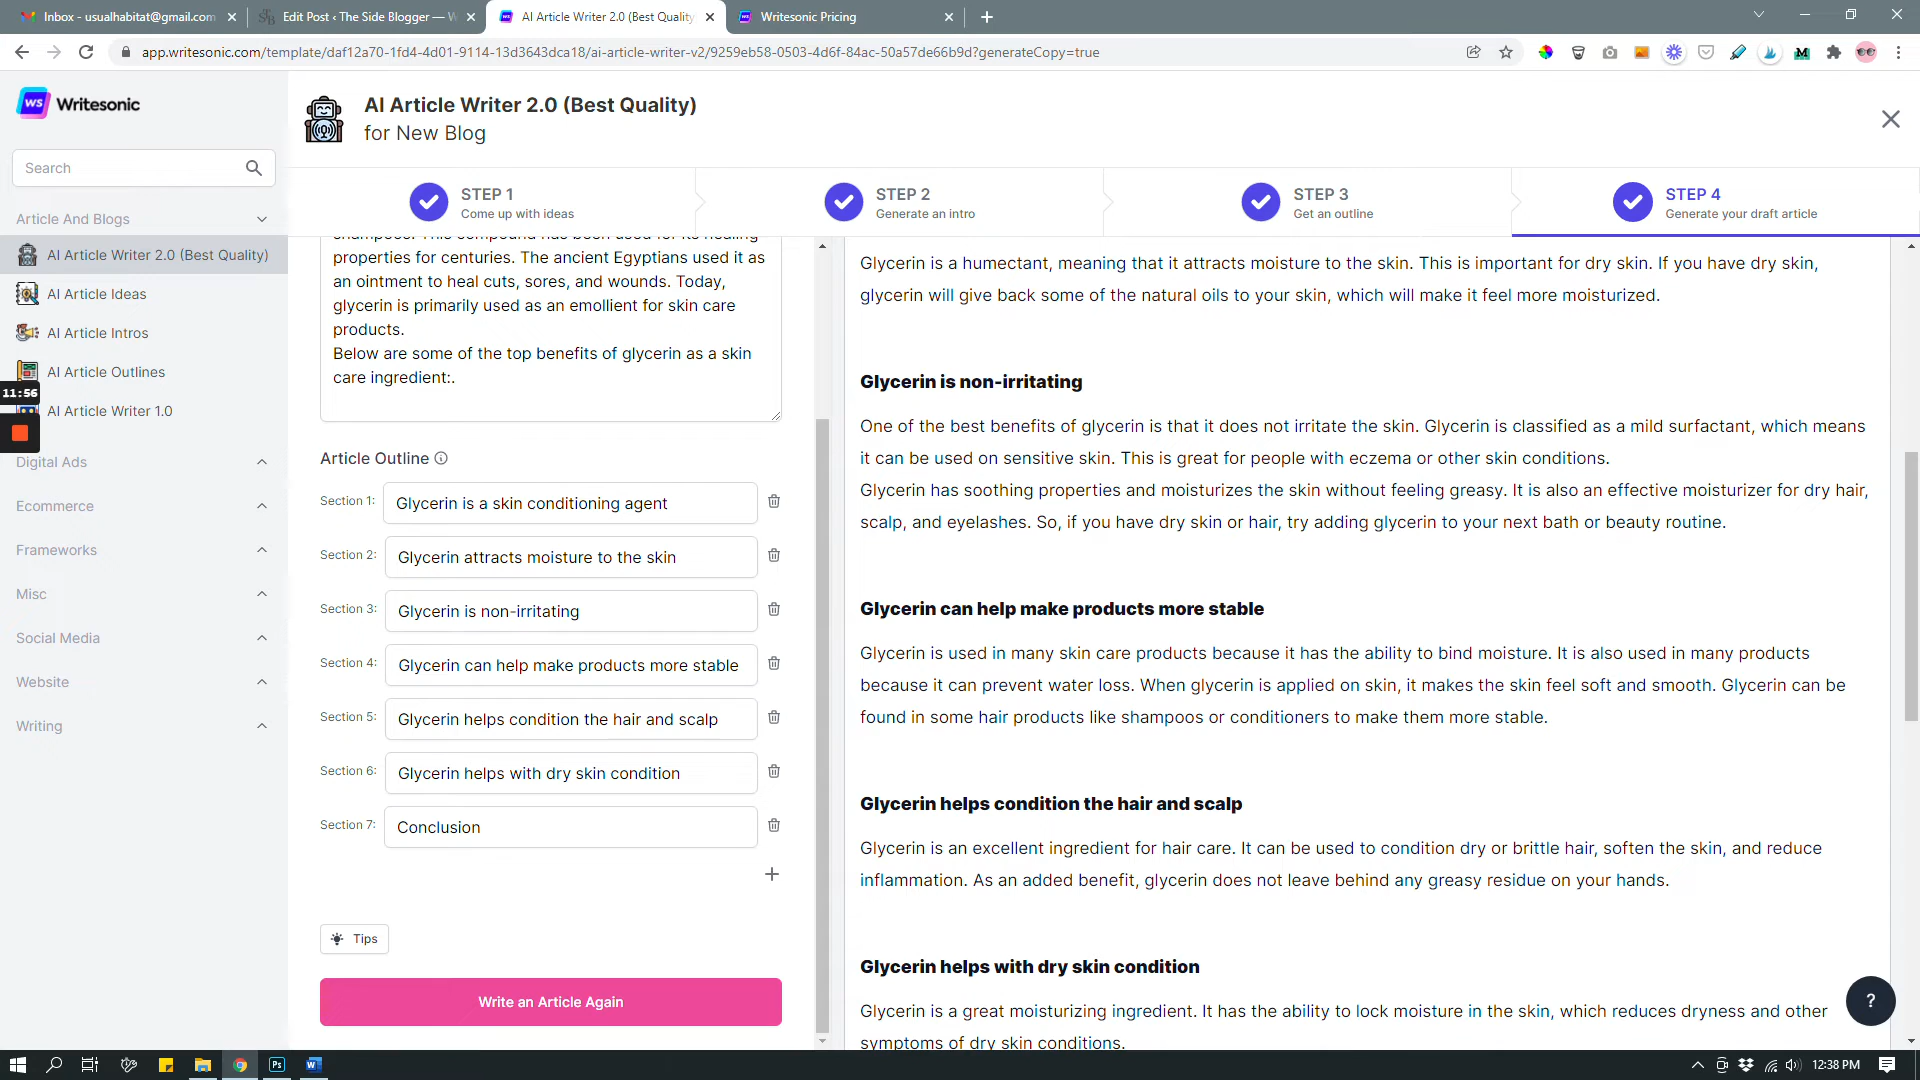 Inbox - usualhabitat@gmail.com
Edit Post ‹ The Side Blogger — W
AI Article Writer 2.0 (Best Quality)
Writesonic Pricing
app.writesonic.com/template/daf12a70-1fd4-4d01-9114-13d3643dca18/ai-article-writer-v2/9259eb58-0503-4d6f-84ac-50a57de66b9d?generateCopy=true
WS Writesonic
Search
Article And Blogs
AI Article Writer 2.0 (Best Quality)
AI Article Ideas
AI Article Intros
AI Article Outlines
11:56
AI Article Writer 1.0
Digital Ads
Ecommerce
Frameworks
Misc
Social Media
Website
Writing
AI Article Writer 2.0 (Best Quality)
for New Blog
STEP 1
Come up with ideas
STEP 2
Generate an intro
STEP 3
Get an outline
STEP 4
Generate your draft article
shampoos. This compound has been used for its healing
properties for centuries. The ancient Egyptians used it as
an ointment to heal cuts, sores, and wounds. Today,
glycerin is primarily used as an emollient for skin care
products.
Below are some of the top benefits of glycerin as a skin
care ingredient:.
Article Outline
Section 1: Glycerin is a skin conditioning agent
Section 2: Glycerin attracts moisture to the skin
Section 3: Glycerin is non-irritating
Section 4: Glycerin can help make products more stable
Section 5: Glycerin helps condition the hair and scalp
Section 6: Glycerin helps with dry skin condition
Section 7: Conclusion
Tips
Write an Article Again
Glycerin is a humectant, meaning that it attracts moisture to the skin. This is important for dry skin. If you have dry skin,
glycerin will give back some of the natural oils to your skin, which will make it feel more moisturized.
Glycerin is non-irritating
One of the best benefits of glycerin is that it does not irritate the skin. Glycerin is classified as a mild surfactant, which means
it can be used on sensitive skin. This is great for people with eczema or other skin conditions.
Glycerin has soothing properties and moisturizes the skin without feeling greasy. It is also an effective moisturizer for dry hair,
scalp, and eyelashes. So, if you have dry skin or hair, try adding glycerin to your next bath or beauty routine.
Glycerin can help make products more stable
Glycerin is used in many skin care products because it has the ability to bind moisture. It is also used in many products
because it can prevent water loss. When glycerin is applied on skin, it makes the skin feel soft and smooth. Glycerin can be
found in some hair products like shampoos or conditioners to make them more stable.
Glycerin helps condition the hair and scalp
Glycerin is an excellent ingredient for hair care. It can be used to condition dry or brittle hair, soften the skin, and reduce
inflammation. As an added benefit, glycerin does not leave behind any greasy residue on your hands.
Glycerin helps with dry skin condition
Glycerin is a great moisturizing ingredient. It has the ability to lock moisture in the skin, which reduces dryness and other
symptoms of dry skin conditions.
?
Ps
12:38 PM